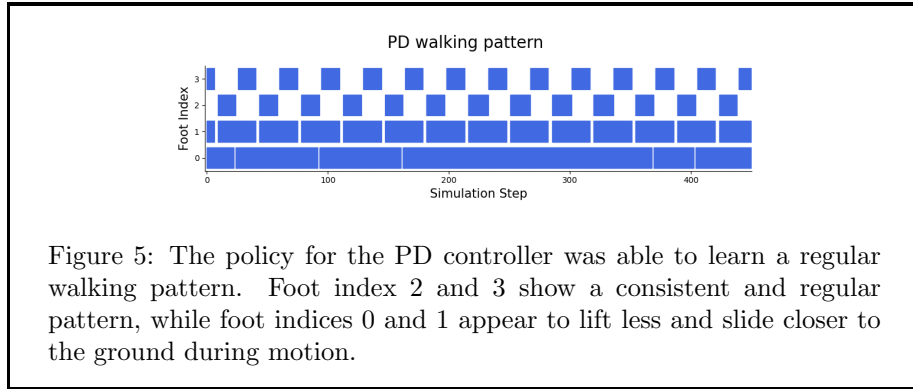 PD walking pattern
3
2
1
0
Foot Index
0
100
200
300
400
Simulation Step
Figure 5: The policy for the PD controller was able to learn a regular
walking pattern. Foot index 2 and 3 show a consistent and regular
pattern, while foot indices 0 and 1 appear to lift less and slide closer to
the ground during motion.